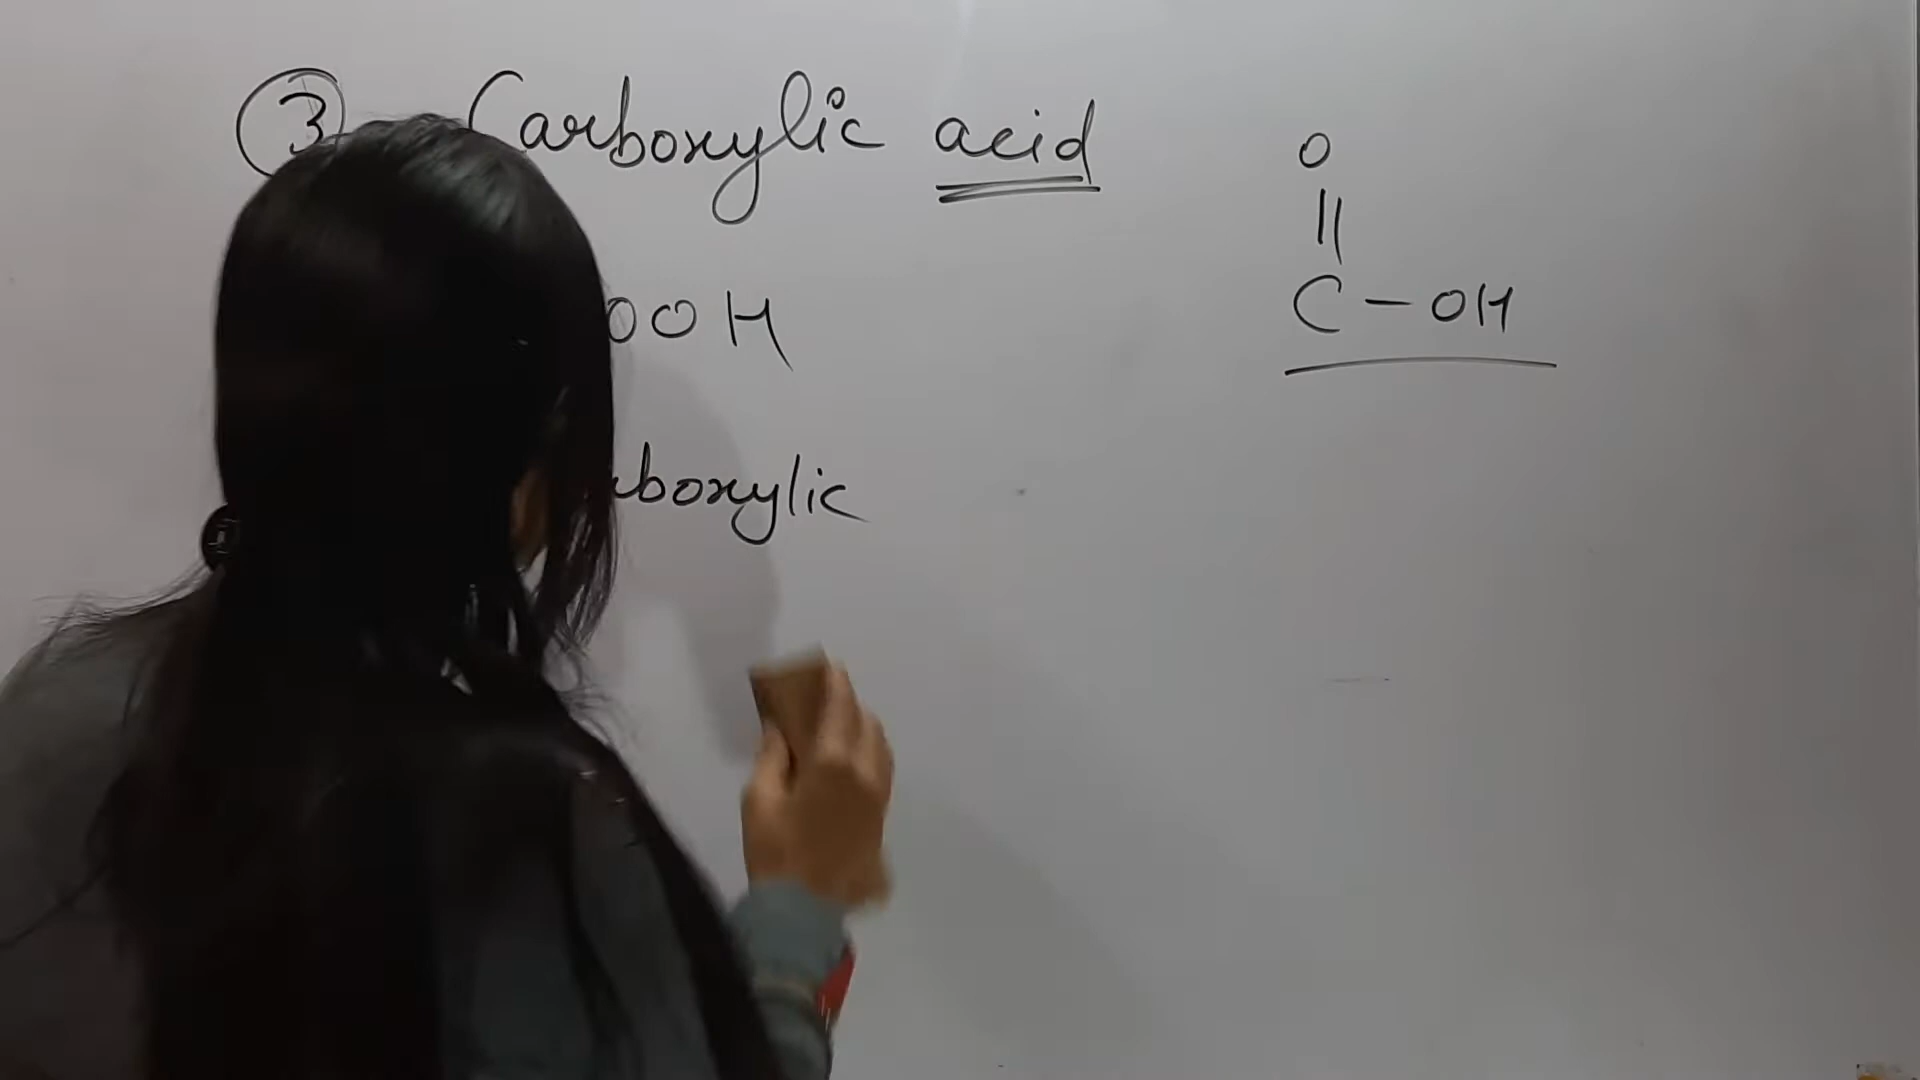 ③ Carboxylic acid
O
||
C - OH
OOH
boxylic